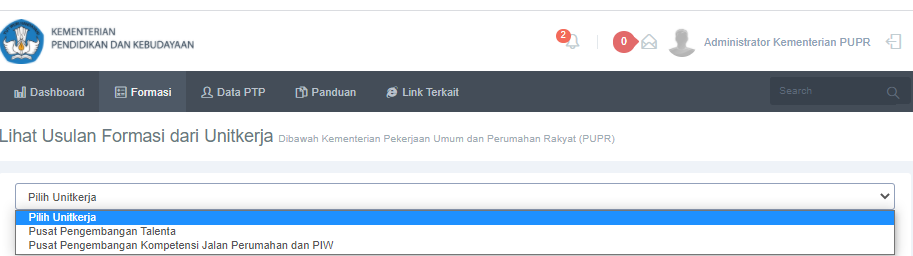 KEMENTERIAN
PENDIDIKAN DAN KEBUDAYAAN
2
0
Administrator Kementerian PUPR
Dashboard
Formasi
Data PTP
Panduan
Link Terkait
Search
Lihat Usulan Formasi dari Unitkerja Dibawah Kementerian Pekerjaan Umum dan Perumahan Rakyat (PUPR)
Pilih Unitkerja
Pilih Unitkerja
Pusat Pengembangan Talenta
Pusat Pengembangan Kompetensi Jalan Perumahan dan PIW